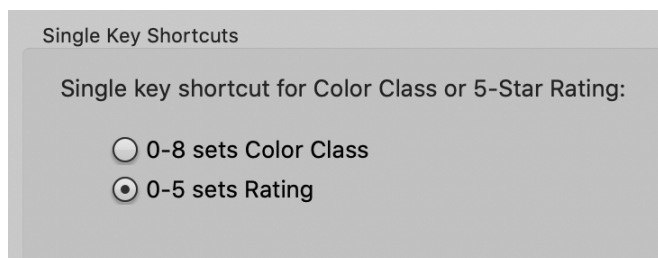 Single Key Shortcuts
Single key shortcut for Color Class or 5-Star Rating:
0-8 sets Color Class
0-5 sets Rating